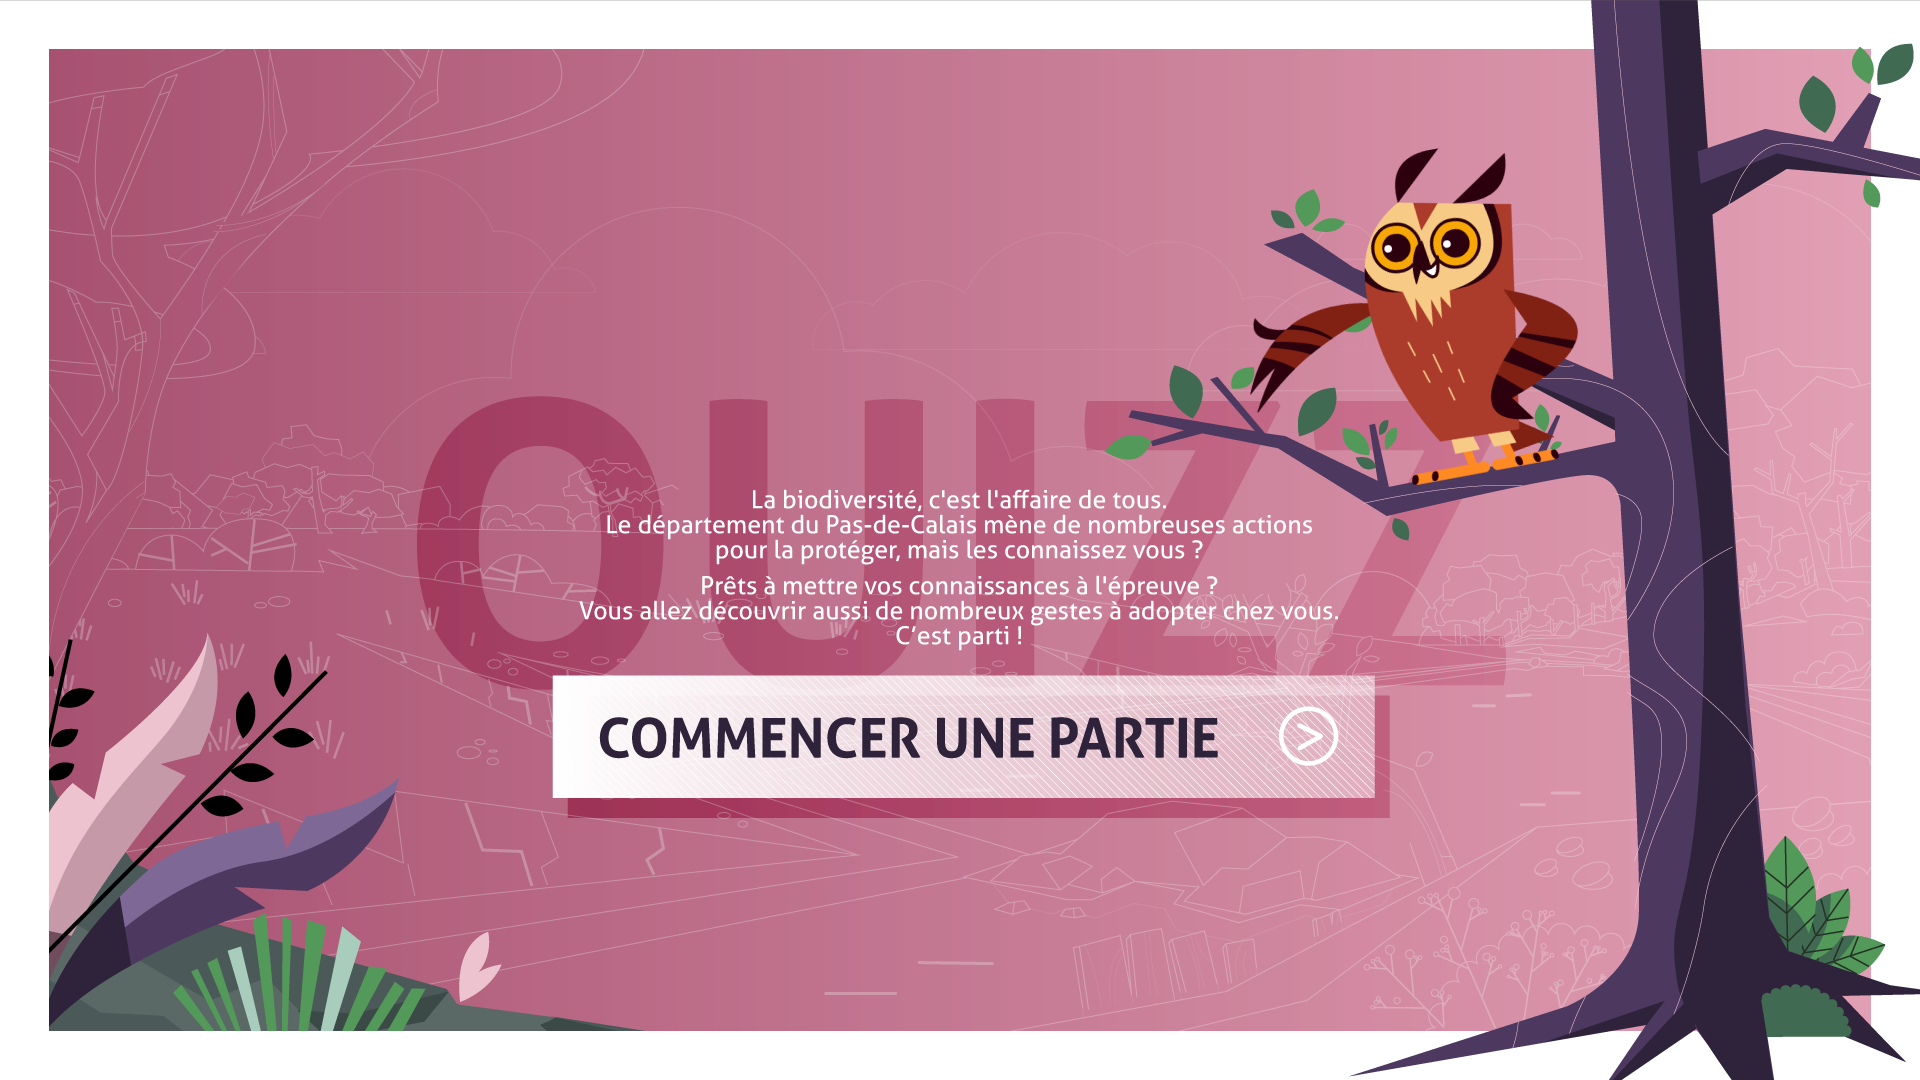 QUIZZ
La biodiversité, c'est l'affaire de tous.
Le département du Pas-de-Calais mène de nombreuses actions
pour la protéger, mais les connaissez vous ?
Prêts à mettre vos connaissances à l'épreuve ?
Vous allez découvrir aussi de nombreux gestes à adopter chez vous.
C’est parti !
COMMENCER UNE PARTIE